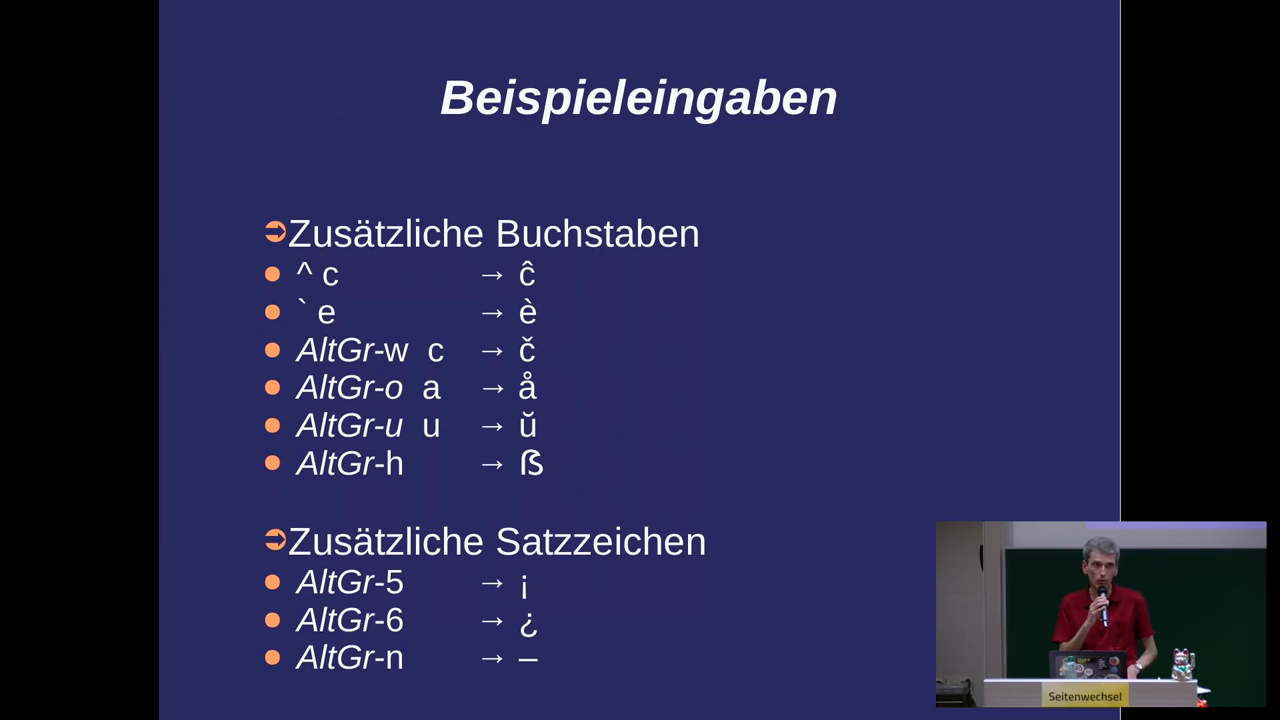 Beispieleingaben
➲Zusätzliche Buchstaben
● ^ c → ĉ
● ` e → è
● AltGr-w c → č
● AltGr-o a → å
● AltGr-u u → ŭ
● AltGr-h → ẞ
➲Zusätzliche Satzzeichen
● AltGr-5 → ¡
● AltGr-6 → ¿
● AltGr-n → –
Seitenwechsel